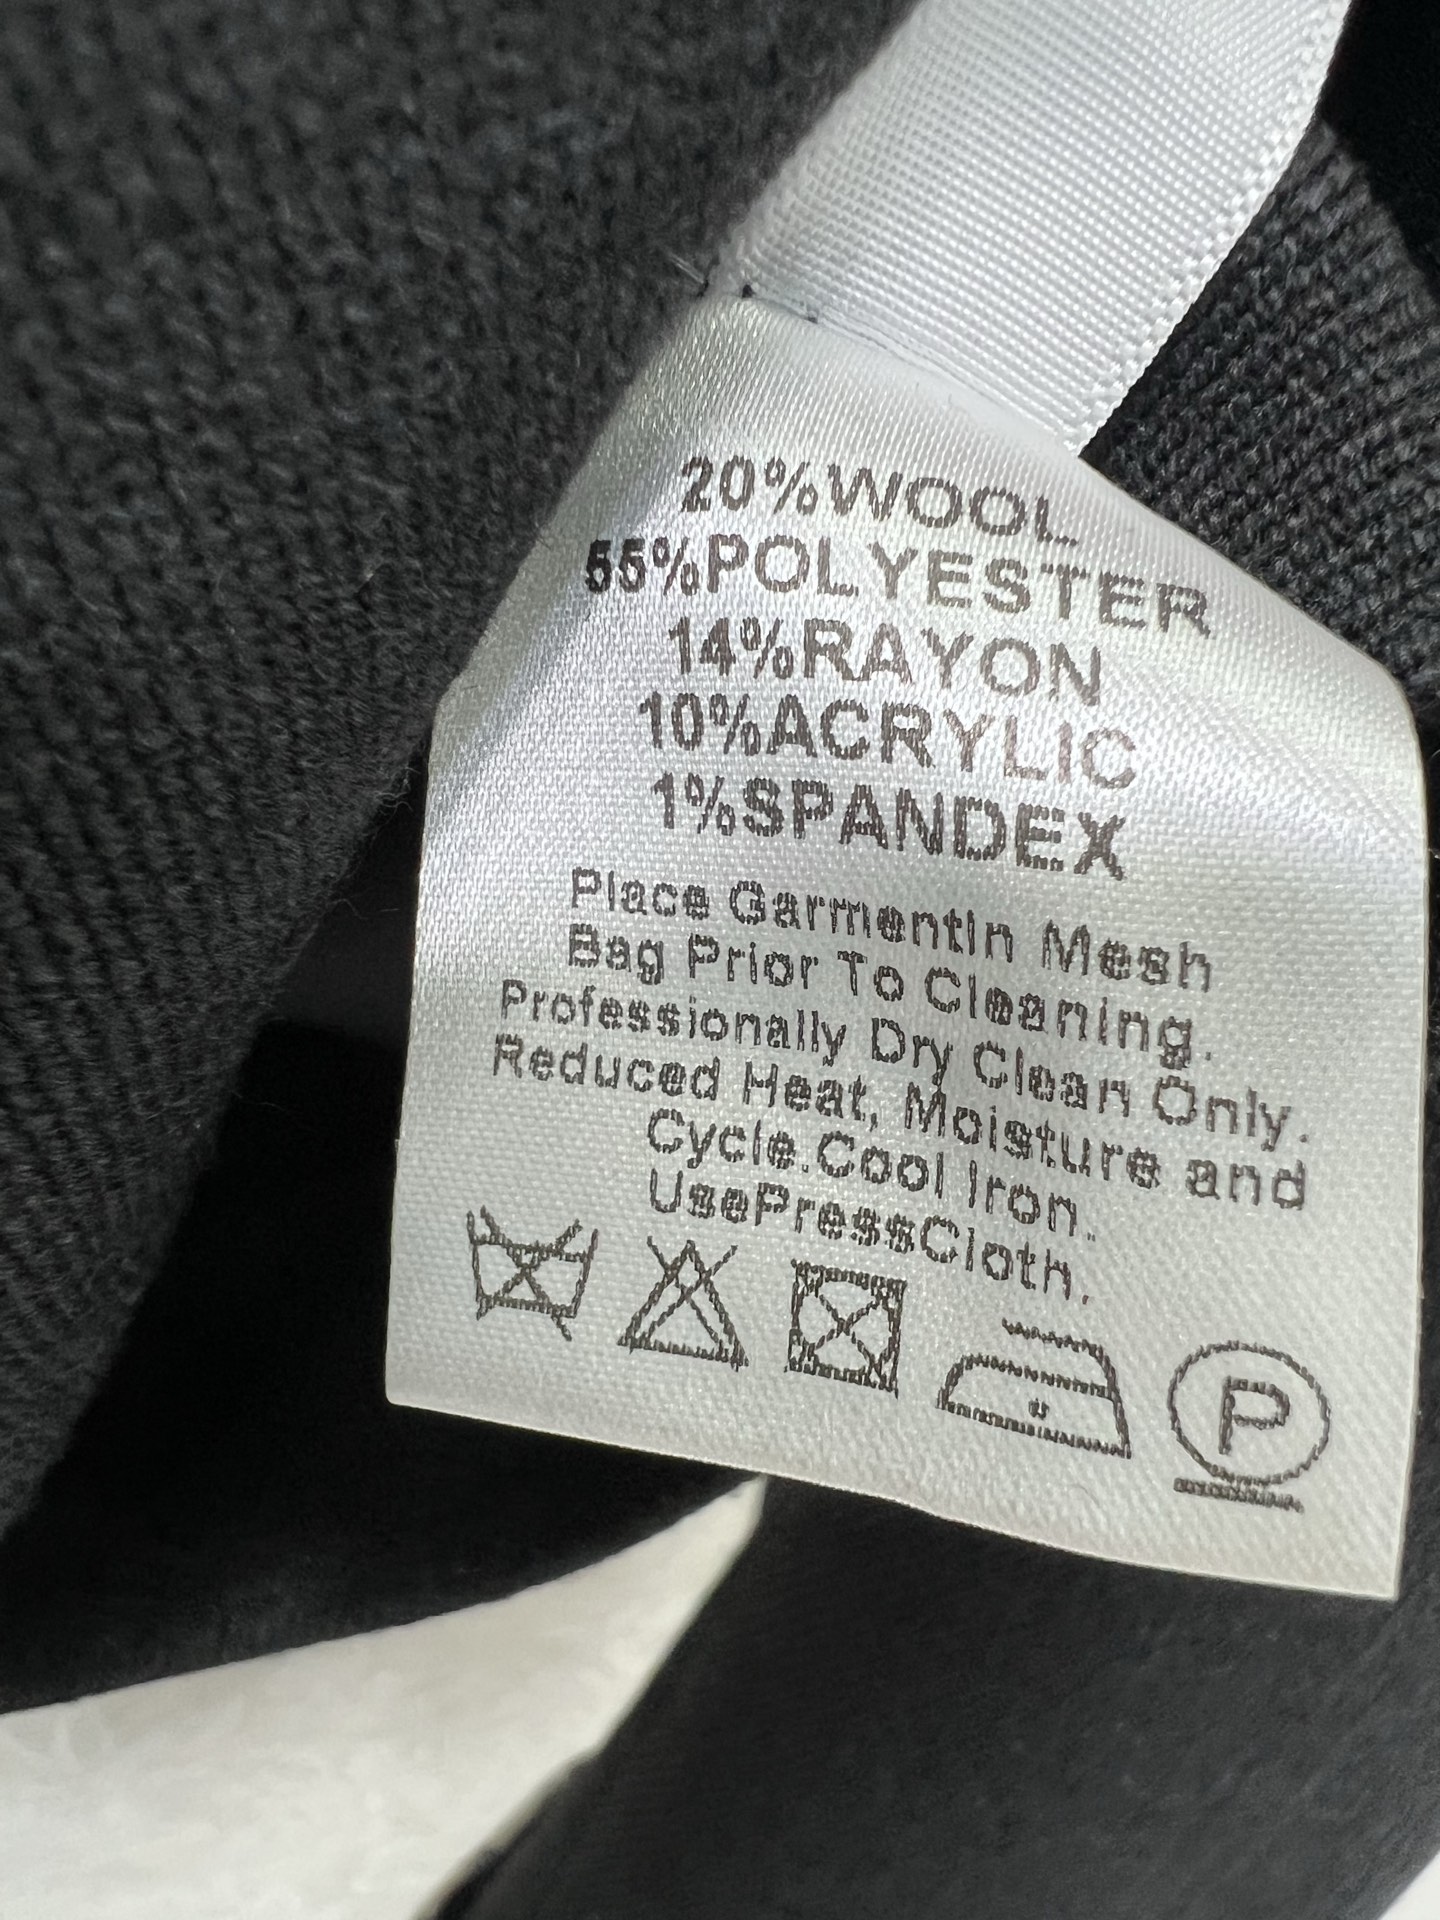 20%WOOL
55%POLYESTER
14%RAYON
10%ACRYLIC
1%SPANDEX
Place GarmentIn Mesh
Bag Prior To Cleaning.
Professionally Dry Clean Only.
Reduced Heat, Moisture and
Cycle.Cool Iron.
UsePressCloth.
P